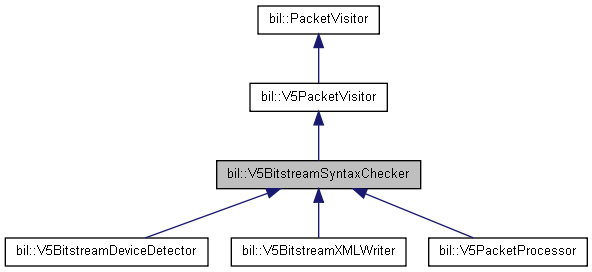 bil::PacketVisitor
bil::V5PacketVisitor
bil::V5BitstreamSyntaxChecker
bil::V5BitstreamDeviceDetector
bil::V5BitstreamXMLWriter
bil::V5PacketProcessor